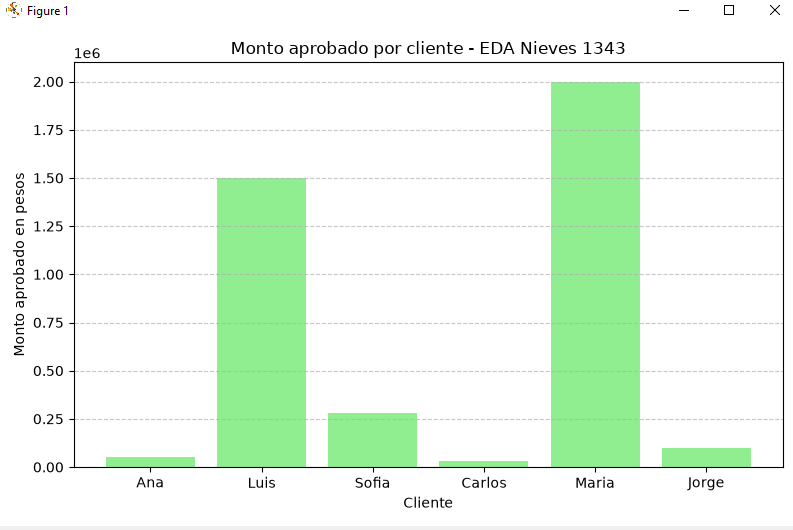 Figure 1
Monto aprobado por cliente - EDA Nieves 1343
1e6
2.00
1.75
1.50
1.25
1.00
0.75
0.50
0.25
0.00
Monto aprobado en pesos
Ana Luis Sofia Carlos Maria Jorge
Cliente